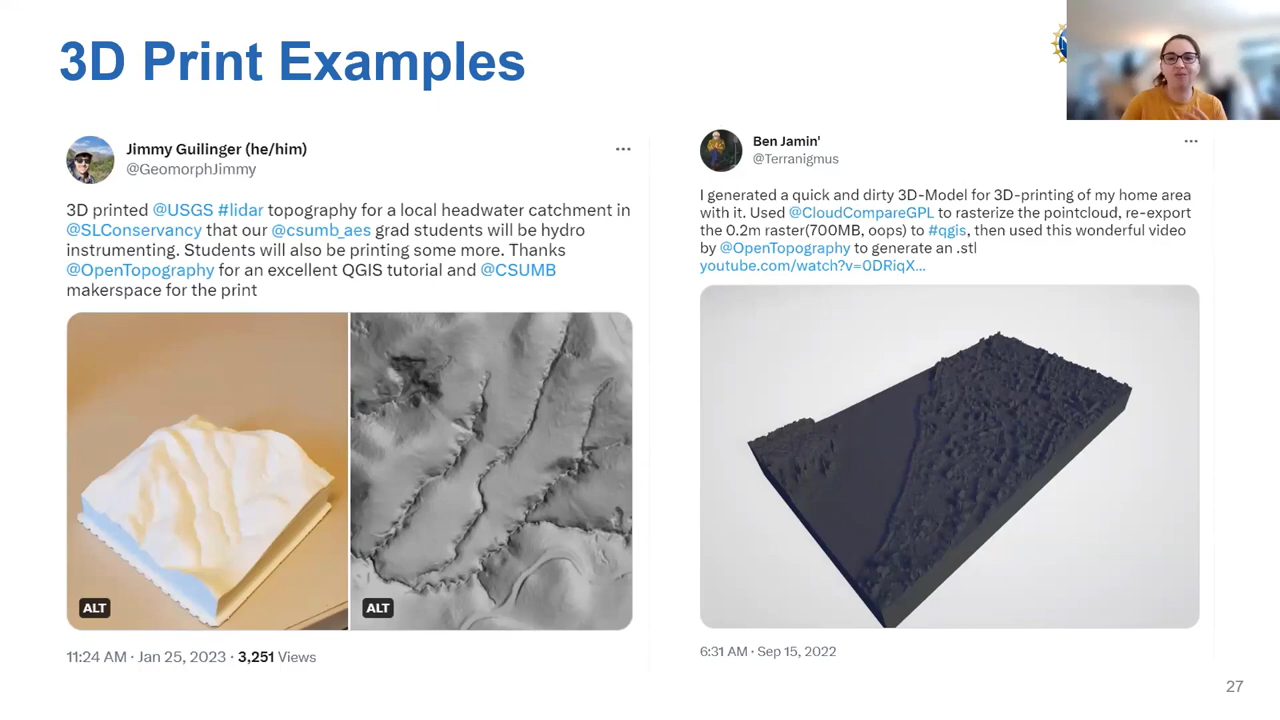 3D Print Examples
Jimmy Guilinger (he/him)
@GeomorphJimmy
3D printed @USGS #lidar topography for a local headwater catchment in
@SLConservancy that our @csumb_aes grad students will be hydro
instrumenting. Students will also be printing some more. Thanks
@OpenTopography for an excellent QGIS tutorial and @CSUMB
makerspace for the print
ALT
ALT
11:24 AM · Jan 25, 2023 · 3,251 Views
Ben Jamin'
@Terranigmus
I generated a quick and dirty 3D-Model for 3D-printing of my home area
with it. Used @CloudCompareGPL to rasterize the pointcloud, re-export
the 0.2m raster(700MB, oops) to #qgis, then used this wonderful video
by @OpenTopography to generate an .stl
youtube.com/watch?v=0DRiqX...
6:31 AM · Sep 15, 2022
27